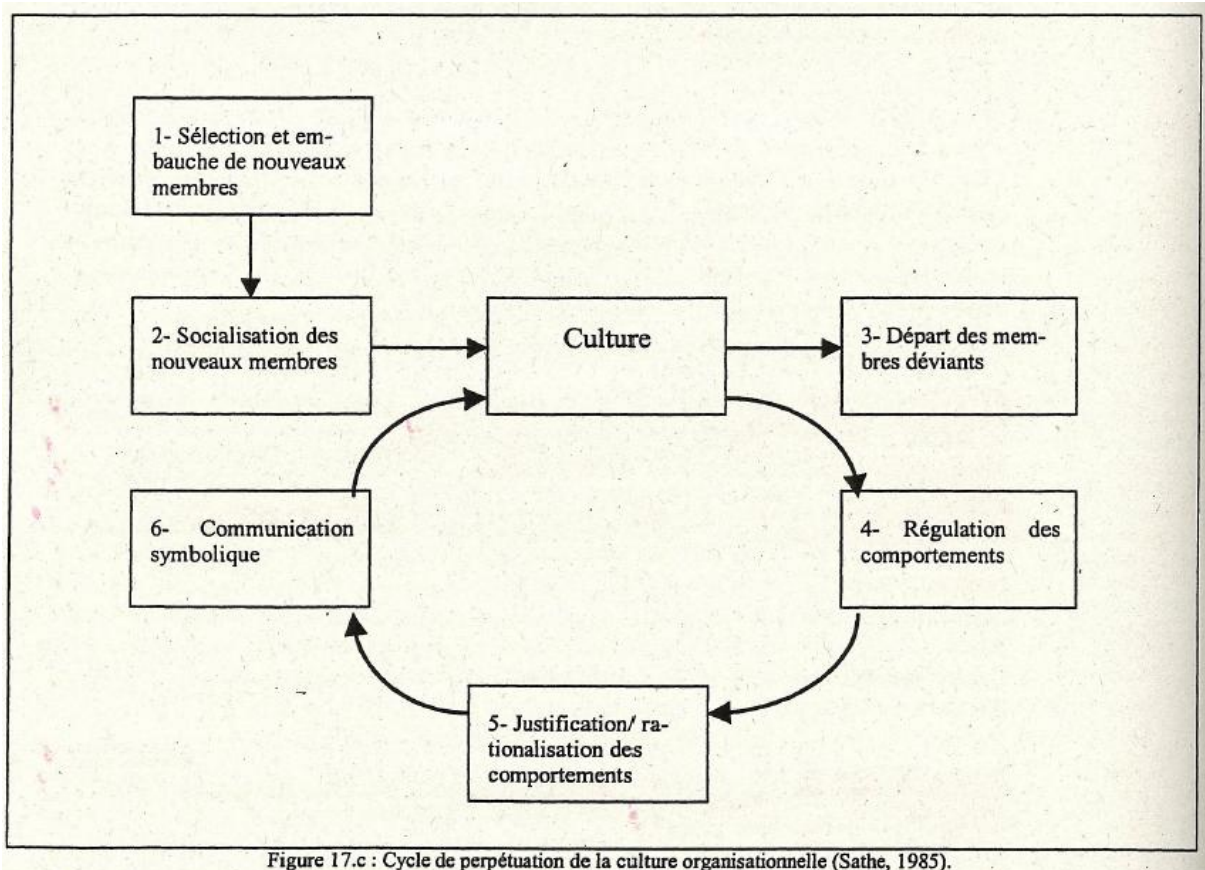 1- Sélection et em-
bauche de nouveaux
membres
2- Socialisation des
nouveaux membres
Culture
3- Départ des mem-
bres déviants
6- Communication
symbolique
4- Régulation des
comportements
5- Justification/ ra-
tionalisation des
comportements
Figure 17.c : Cycle de perpétuation de la culture organisationnelle (Sathe, 1985).